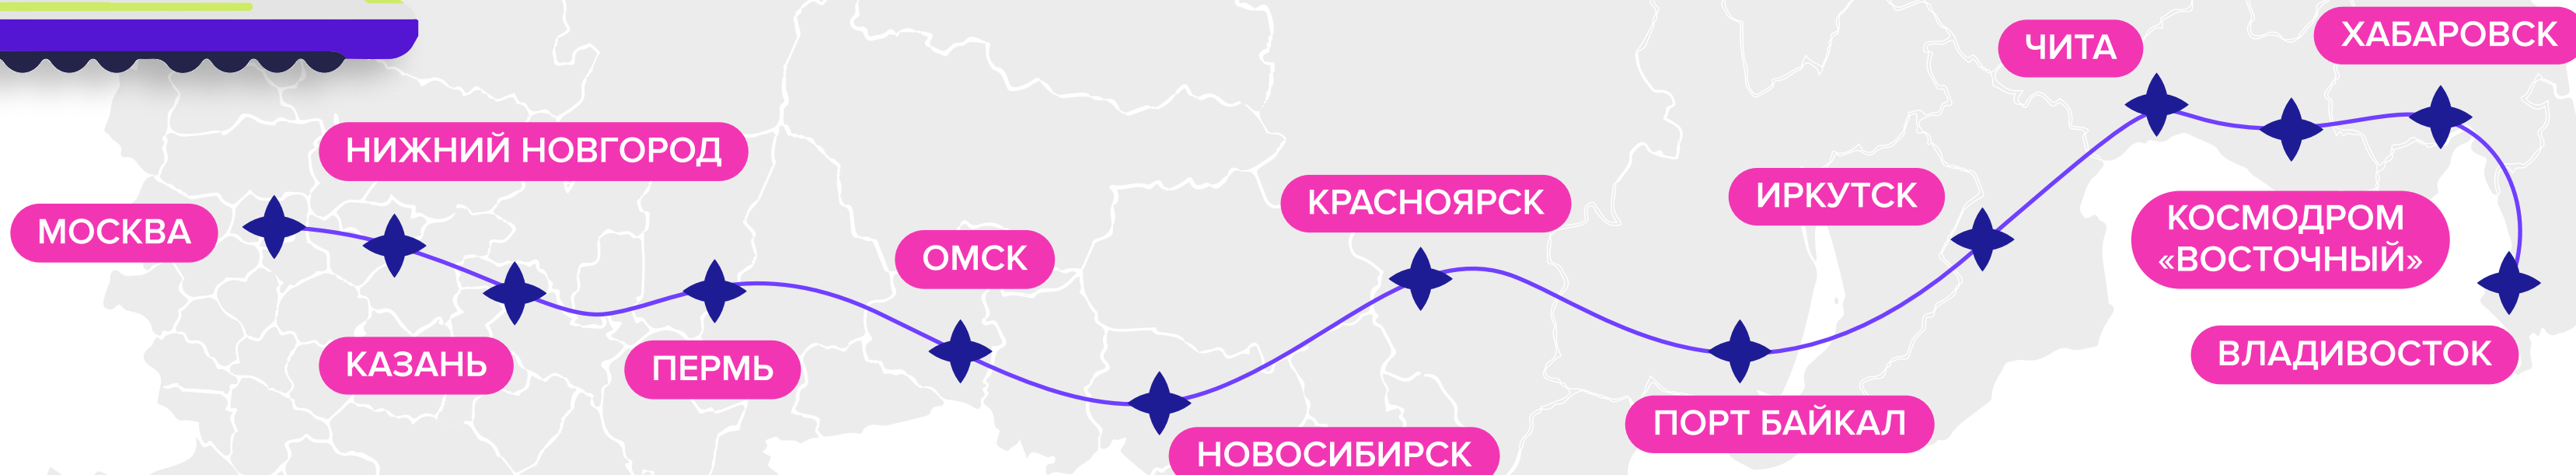 МОСКВА
НИЖНИЙ НОВГОРОД
КАЗАНЬ
ПЕРМЬ
ОМСК
НОВОСИБИРСК
КРАСНОЯРСК
ПОРТ БАЙКАЛ
ИРКУТСК
ЧИТА
КОСМОДРОМ
«ВОСТОЧНЫЙ»
ХАБАРОВСК
ВЛАДИВОСТОК